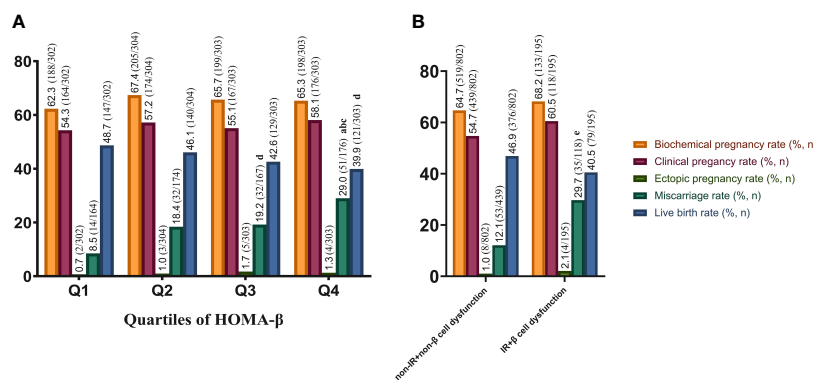 A
80
60
40
20
0
62.3 (188/302)
54.3 (164/302)
0.7 (2/302)
8.5 (14/164)
48.7 (147/302)
67.4 (205/304)
57.2 (174/304)
1.0 (3/304)
18.4 (32/174)
46.1 (140/304)
65.7 (199/303)
55.1 (167/303)
1.7 (5/303)
19.2 (32/167) d
42.6 (129/303)
65.3 (198/303)
58.1 (176/303)
1.3 (4/303)
29.0 (51/176) abc
39.9 (121/303) d
Q1 Q2 Q3 Q4
Quartiles of HOMA-β
B
80
60
40
20
0
64.7 (519/802)
54.7 (439/802)
1.0 (8/802)
12.1 (53/439)
46.9 (376/802)
68.2 (133/195)
60.5 (118/195)
2.1 (4/195)
29.7 (35/118) e
40.5 (79/195)
non-IR+non-β cell dysfunction
IR+β cell dysfunction
Biochemical pregnancy rate (%, n
Clinical pregancy rate (%, n)
Ectopic pregnancy rate (%, n)
Miscarriage rate (%, n)
Live birth rate (%, n)